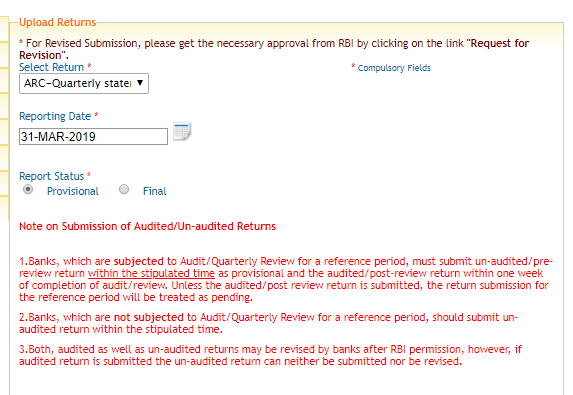 Upload Returns
* For Revised Submission, please get the necessary approval from RBI by clicking on the link "Request for
Revision".
Select Return *
* Compulsory Fields
ARC-Quarterly state
Reporting Date *
31-MAR-2019
Report Status *
Provisional Final
Note on Submission of Audited/Un-audited Returns
1.Banks, which are subjected to Audit/Quarterly Review for a reference period, must submit un-audited/pre-
review return within the stipulated time as provisional and the audited/post-review return within one week
of completion of audit/review. Unless the audited/post review return is submitted, the return submission for
the reference period will be treated as pending.
2.Banks, which are not subjected to Audit/Quarterly Review for a reference period, should submit un-
audited return within the stipulated time.
3.Both, audited as well as un-audited returns may be revised by banks after RBI permission, however, if
audited return is submitted the un-audited return can neither be submitted nor be revised.